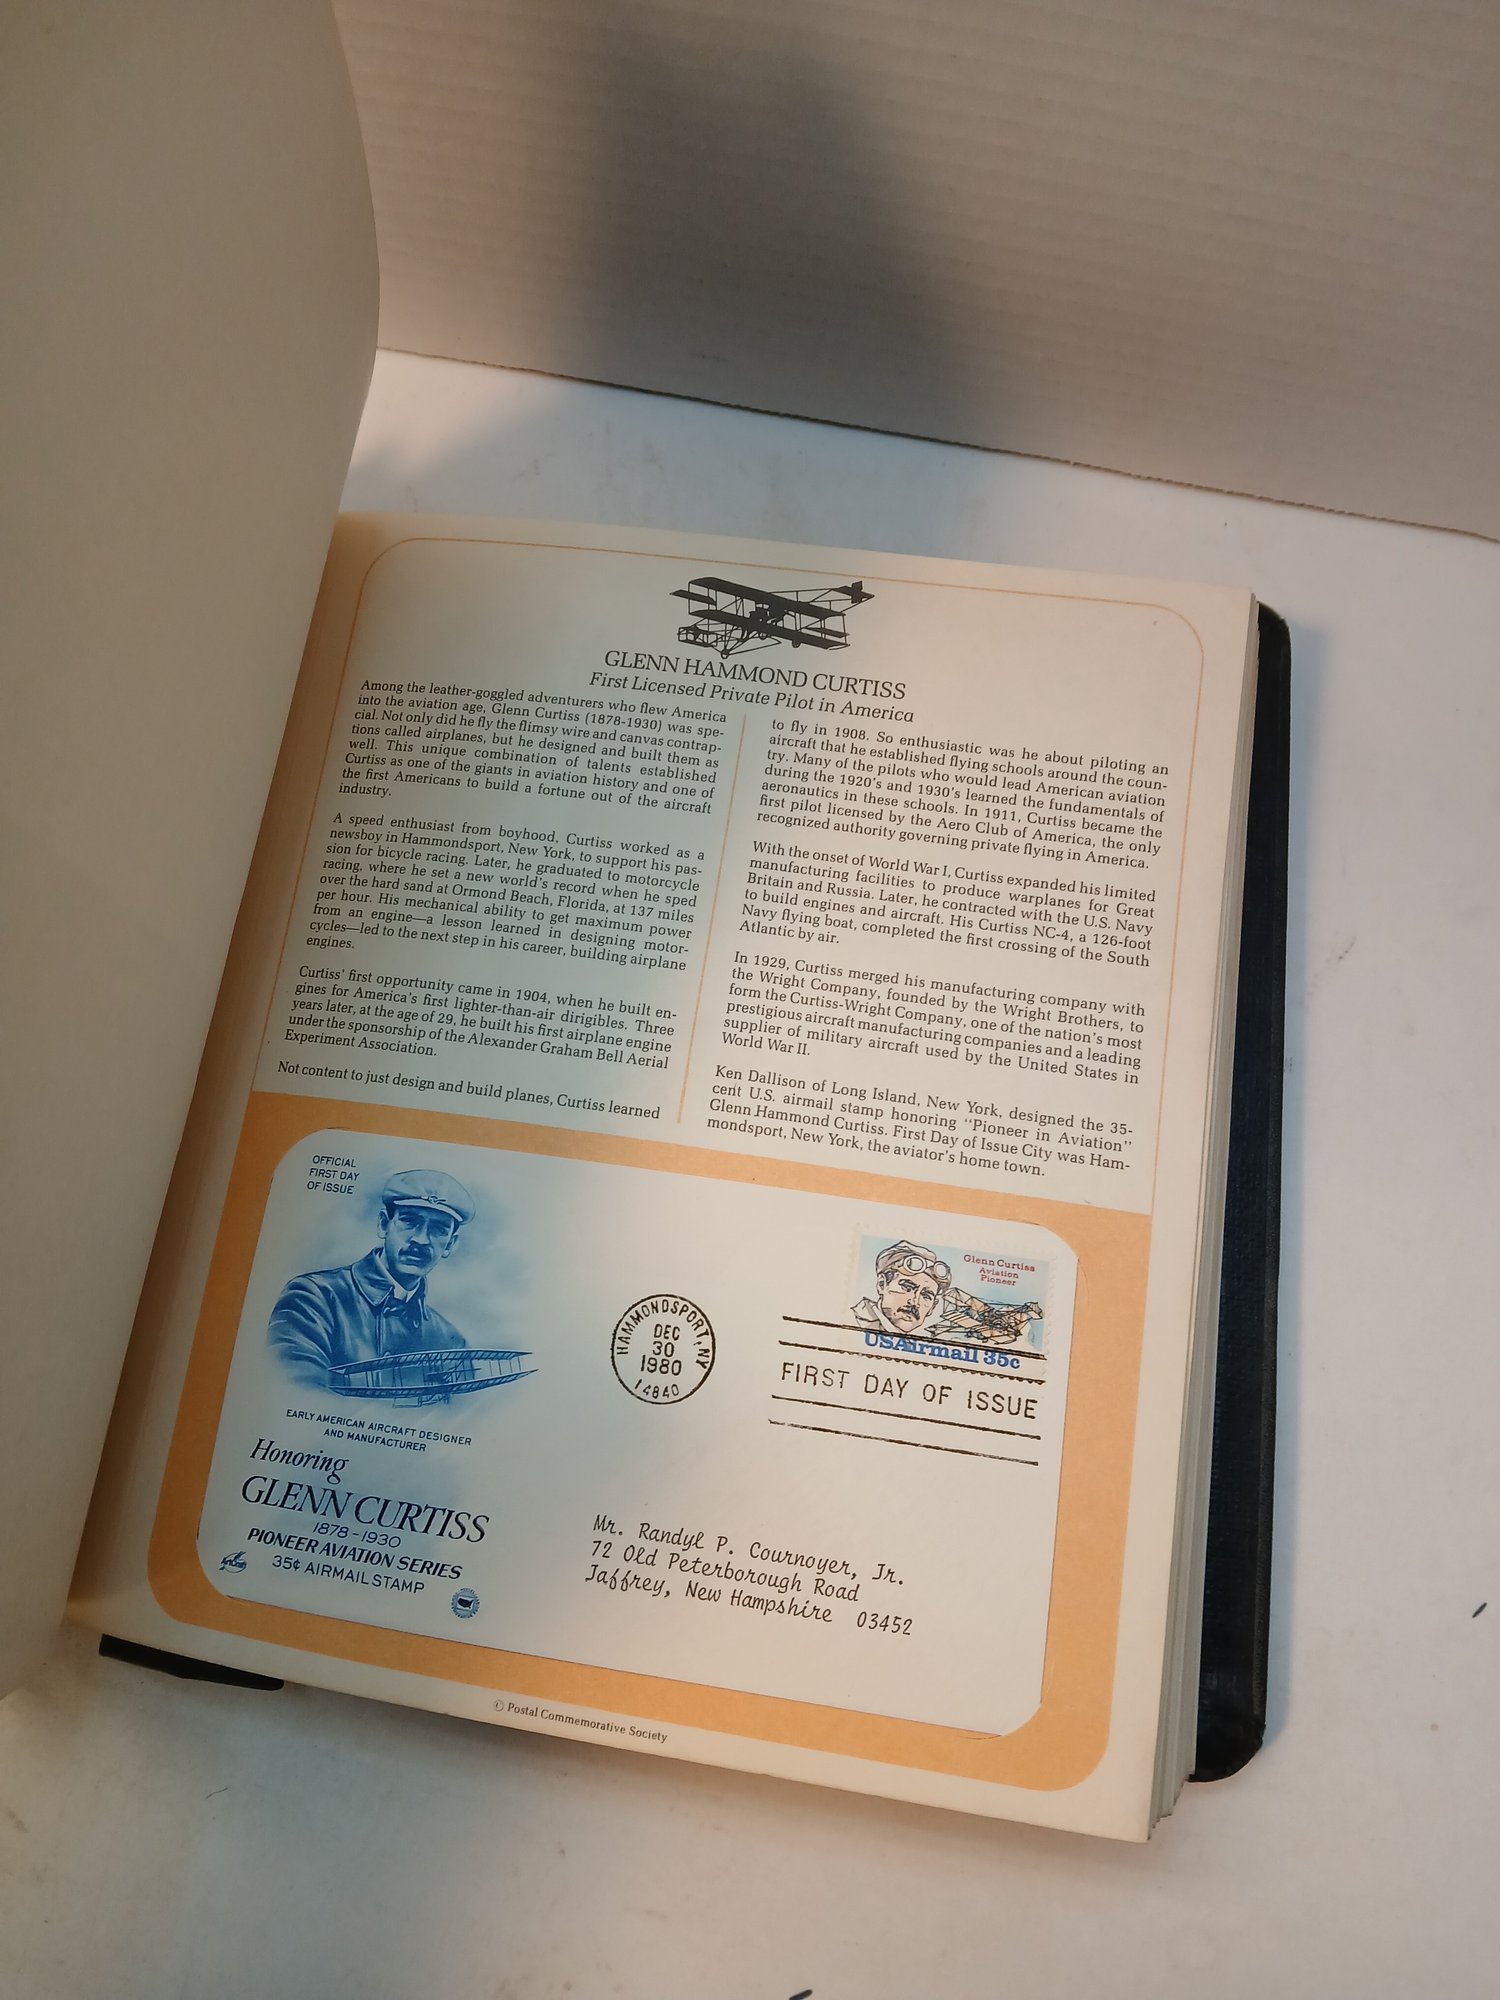 GLENN HAMMOND CURTISS
First Licensed Private Pilot in America
Among the leather-goggled adventurers who flew America
into the aviation age, Glenn Curtiss (1878-1930) was spe-
cial. Not only did he fly the flimsy wire and canvas contrap-
tions called airplanes, but he designed and built them as
well. This unique combination of talents established
Curtiss as one of the giants in aviation history and one of
the first Americans to build a fortune out of the aircraft
industry.
A speed enthusiast from boyhood, Curtiss worked as a
newsboy in Hammondsport, New York, to support his pas-
sion for bicycle racing. Later, he graduated to motorcycle
racing, where he set a new world's record when he sped
over the hard sand at Ormond Beach, Florida, at 137 miles
per hour. His mechanical ability to get maximum power
from an engine—a lesson learned in designing motor-
cycles—led to the next step in his career, building airplane
engines.
Curtiss' first opportunity came in 1904, when he built en-
gines for America's first lighter-than-air dirigibles. Three
years later, at the age of 29, he built his first airplane engine
under the sponsorship of the Alexander Graham Bell Aerial
Experiment Association.
Not content to just design and build planes, Curtiss learned
to fly in 1908. So enthusiastic was he about piloting an
aircraft that he established flying schools around the coun-
try. Many of the pilots who would lead American aviation
during the 1920's and 1930's learned the fundamentals of
aeronautics in these schools. In 1911, Curtiss became the
first pilot licensed by the Aero Club of America, the only
recognized authority governing private flying in America.
With the onset of World War I, Curtiss expanded his limited
manufacturing facilities to produce warplanes for Great
Britain and Russia. Later, he contracted with the U.S. Navy
to build engines and aircraft. His Curtiss NC-4, a 126-foot
Navy flying boat, completed the first crossing of the South
Atlantic by air.
In 1929, Curtiss merged his manufacturing company with
the Wright Company, founded by the Wright Brothers, to
form the Curtiss-Wright Company, one of the nation's most
prestigious aircraft manufacturing companies and a leading
supplier of military aircraft used by the United States in
World War II.
Ken Dallison of Long Island, New York, designed the 35-
cent U.S. airmail stamp honoring "Pioneer in Aviation"
Glenn Hammond Curtiss. First Day of Issue City was Ham-
mondsport, New York, the aviator's home town.
OFFICIAL
FIRST DAY
OF ISSUE
EARLY AMERICAN AIRCRAFT DESIGNER
AND MANUFACTURER
Honoring
GLENN CURTISS
1878-1930
PIONEER AVIATION SERIES
35¢ AIRMAIL STAMP
ArtCraft
HAMMONDSPORT, NY
DEC
30
1980
14840
Glenn Curtiss
Aviation
Pioneer
USAirmail 35c
FIRST DAY OF ISSUE
Mr. Randyl P. Cournoyer, Jr.
72 Old Peterborough Road
Jaffrey, New Hampshire 03452
© Postal Commemorative Society